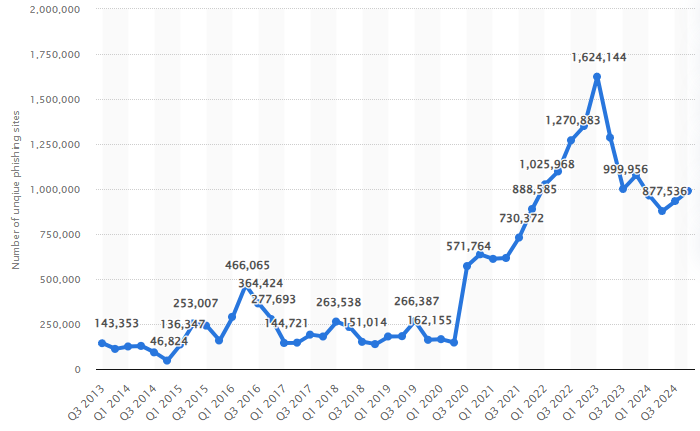 2,000,000
1,750,000
1,500,000
1,250,000
1,000,000
750,000
500,000
250,000
0
Number of unqiue phishing sites
143,353
46,824
136,347
253,007
466,065
364,424
277,693
144,721
263,538
151,014
266,387
162,155
571,764
730,372
888,585
1,025,968
1,270,883
1,624,144
999,956
877,536
Q3 2013
Q1 2014
Q3 2014
Q1 2015
Q3 2015
Q1 2016
Q3 2016
Q1 2017
Q3 2017
Q1 2018
Q3 2018
Q1 2019
Q3 2019
Q1 2020
Q3 2020
Q1 2021
Q3 2021
Q1 2022
Q3 2022
Q1 2023
Q3 2023
Q1 2024
Q3 2024